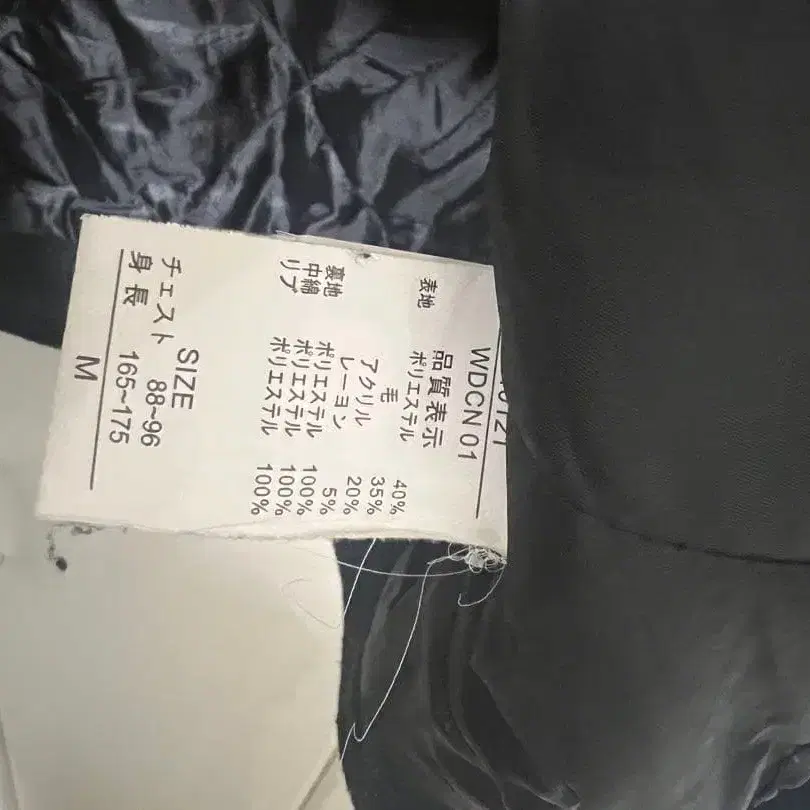 WDCN 01
品質表示
表地 ポリエステル 40%
毛 35%
アクリル 20%
レーヨン 5%
裏地 ポリエステル 100%
中綿 ポリエステル 100%
リブ ポリエステル 100%
SIZE
チェスト 88~96
身長 165~175
M